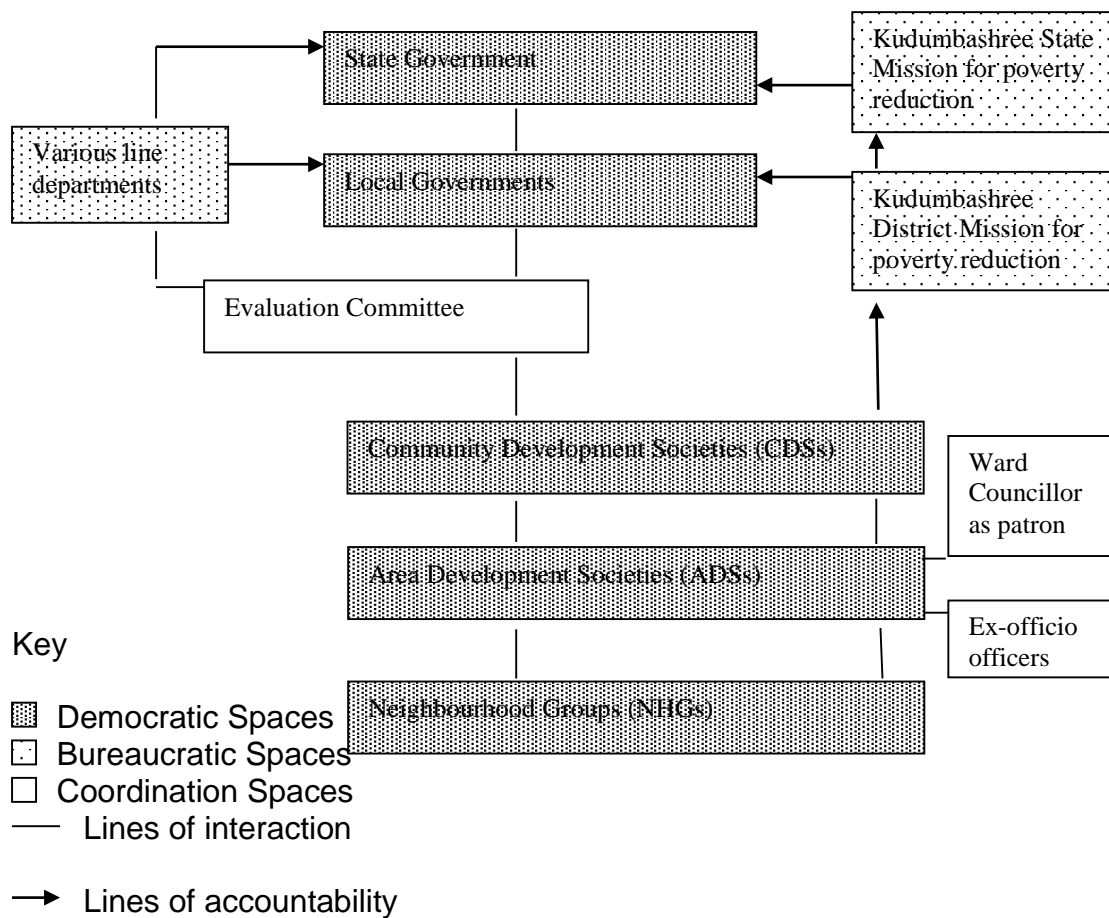 State Government
Kudumbashree State
Mission for poverty
reduction
Various line
departments
Local Governments
Kudumbashree
District Mission for
poverty reduction
Evaluation Committee
Community Development Societies (CDSs)
Ward
Councillor
as patron
Area Development Societies (ADSs)
Ex-officio
officers
Neighbourhood Groups (NHGs)
Key
Democratic Spaces
Bureaucratic Spaces
Coordination Spaces
Lines of interaction
Lines of accountability